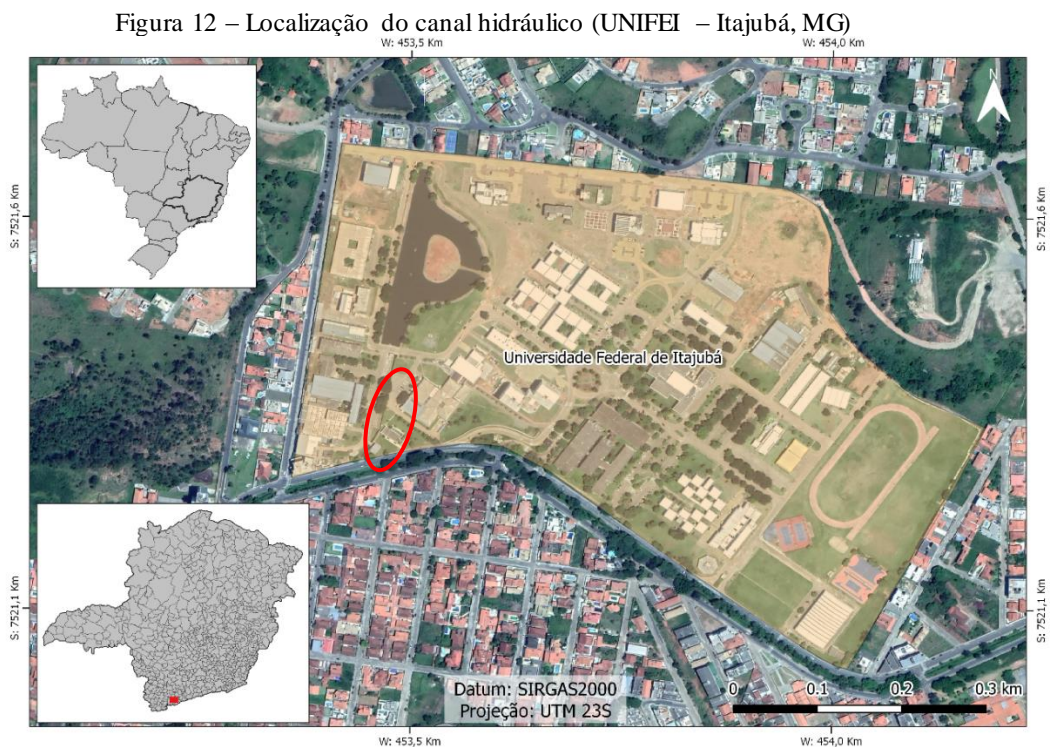 Figura 12 – Localização do canal hidráulico (UNIFEI – Itajubá, MG)
W: 453,5 Km
W: 454,0 Km
N
S: 7521,6 Km
S: 7521,6 Km
Universidade Federal de Itajubá
S: 7521,1 Km
S: 7521,1 Km
Datum: SIRGAS2000
Projeção: UTM 23S
0 0.1 0.2 0.3 km
W: 453,5 Km
W: 454,0 Km